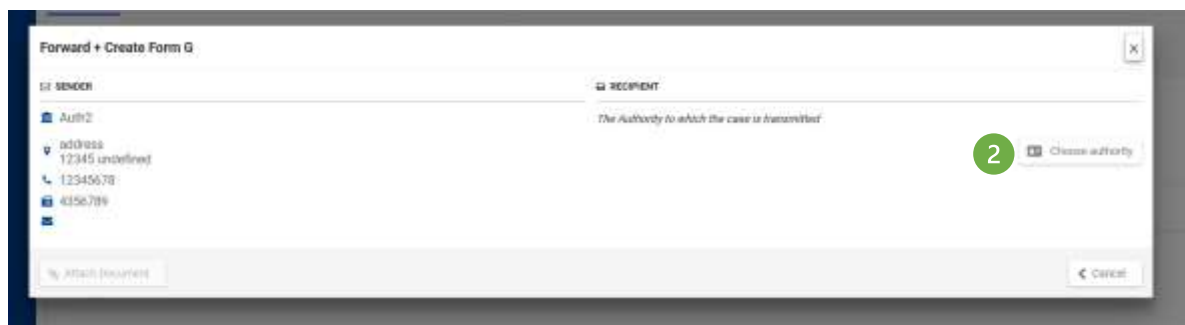 Forward + Create Form G
×
SENDER
RECIPIENT
Auth2
The Authority to which the case is transmitted
address
12345 undefined
2
Choose authority
12345678
4356789
Attach Document
Cancel